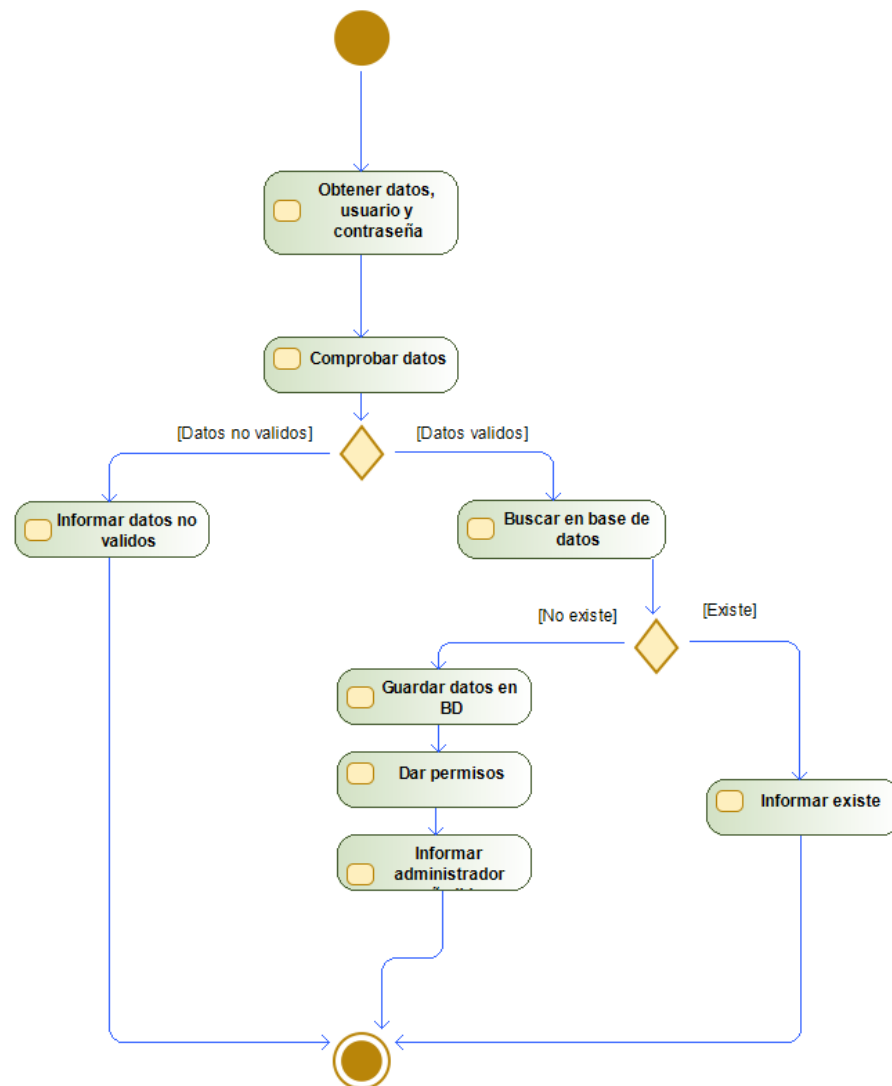 Obtener datos,
usuario y
contraseña
Comprobar datos
[Datos no validos]
[Datos validos]
Informar datos no
validos
Buscar en base de
datos
[No existe]
[Existe]
Guardar datos en
BD
Dar permisos
Informar existe
Informar
administrador